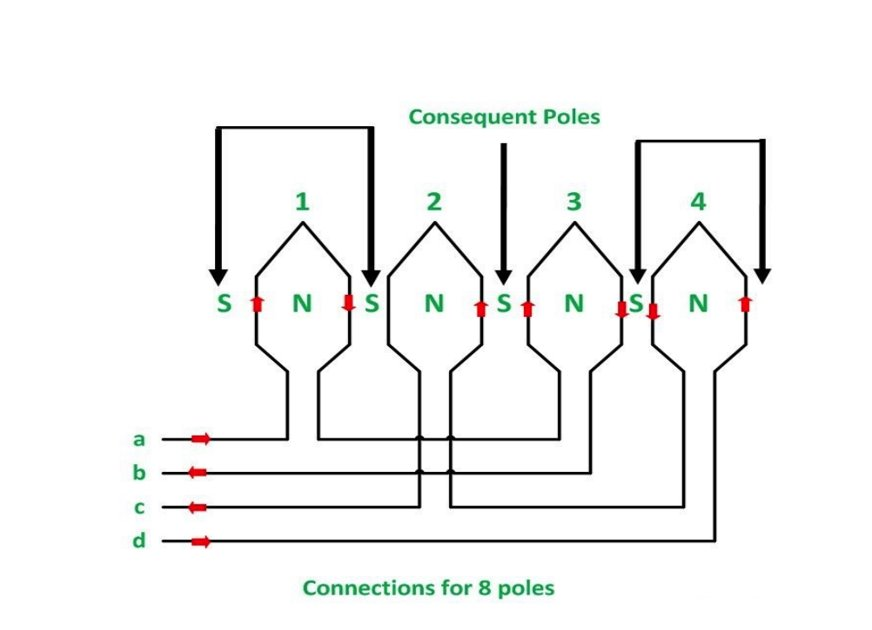 Consequent Poles
1 2 3 4
S N S N S N S N
a
b
c
d
Connections for 8 poles